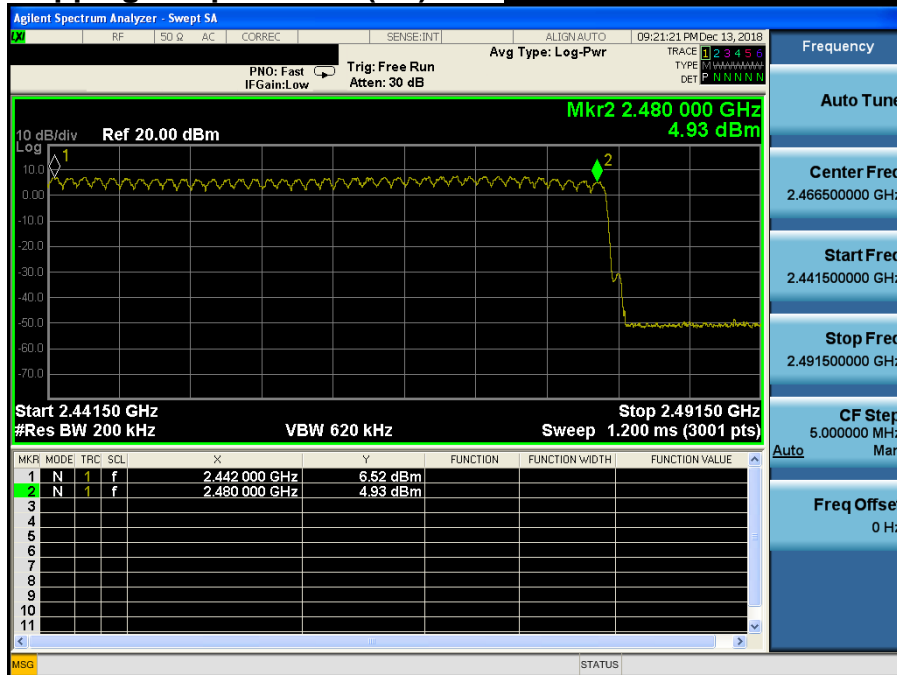 Agilent Spectrum Analyzer - Swept SA
LXI RF 50 Ω AC CORREC SENSE:INT ALIGN AUTO 09:21:21 PM Dec 13, 2018
Avg Type: Log-Pwr TRACE 1 2 3 4 5 6
PNO: Fast Trig: Free Run TYPE M
IFGain:Low Atten: 30 dB DET P N N N N N
Mkr2 2.480 000 GHz
10 dB/div Ref 20.00 dBm 4.93 dBm
Log
1
2
10.0
0.00
-10.0
-20.0
-30.0
-40.0
-50.0
-60.0
-70.0
Start 2.44150 GHz Stop 2.49150 GHz
#Res BW 200 kHz VBW 620 kHz Sweep 1.200 ms (3001 pts)
MKR MODE TRC SCL X Y FUNCTION FUNCTION WIDTH FUNCTION VALUE
1 N 1 f 2.442 000 GHz 6.52 dBm
2 N 1 f 2.480 000 GHz 4.93 dBm
3
4
5
6
7
8
9
10
11
MSG STATUS
Frequency
Auto Tune
Center Freq
2.466500000 GHz
Start Freq
2.441500000 GHz
Stop Freq
2.491500000 GHz
CF Step
5.000000 MHz
Auto Man
Freq Offset
0 Hz